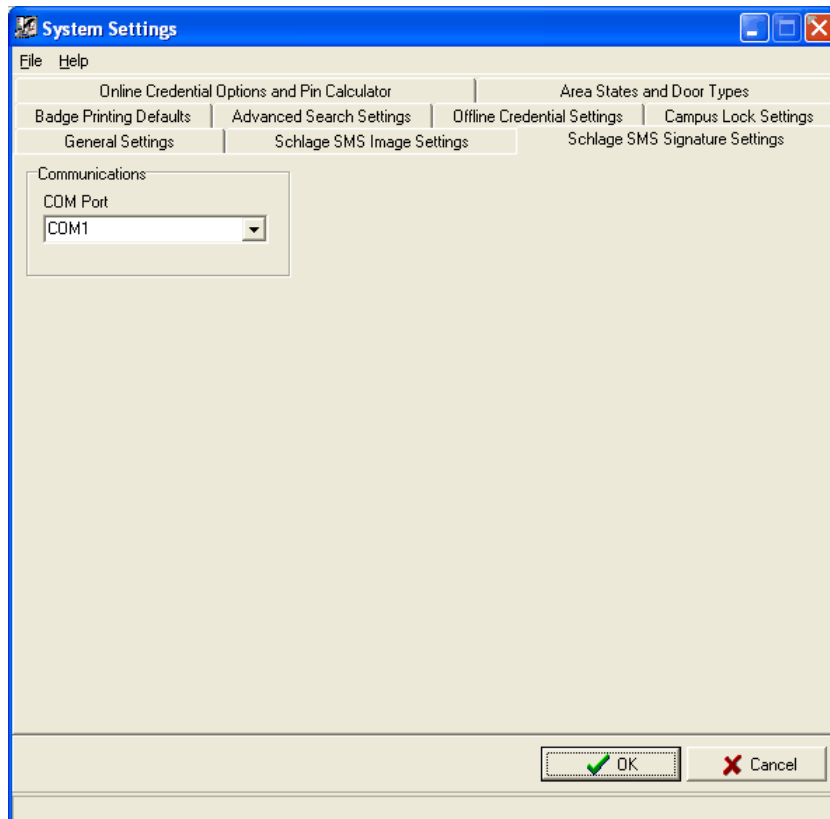 System Settings
File Help
Online Credential Options and Pin Calculator Area States and Door Types
Badge Printing Defaults Advanced Search Settings Offline Credential Settings Campus Lock Settings
General Settings Schlage SMS Image Settings Schlage SMS Signature Settings
Communications
COM Port
COM1
OK Cancel